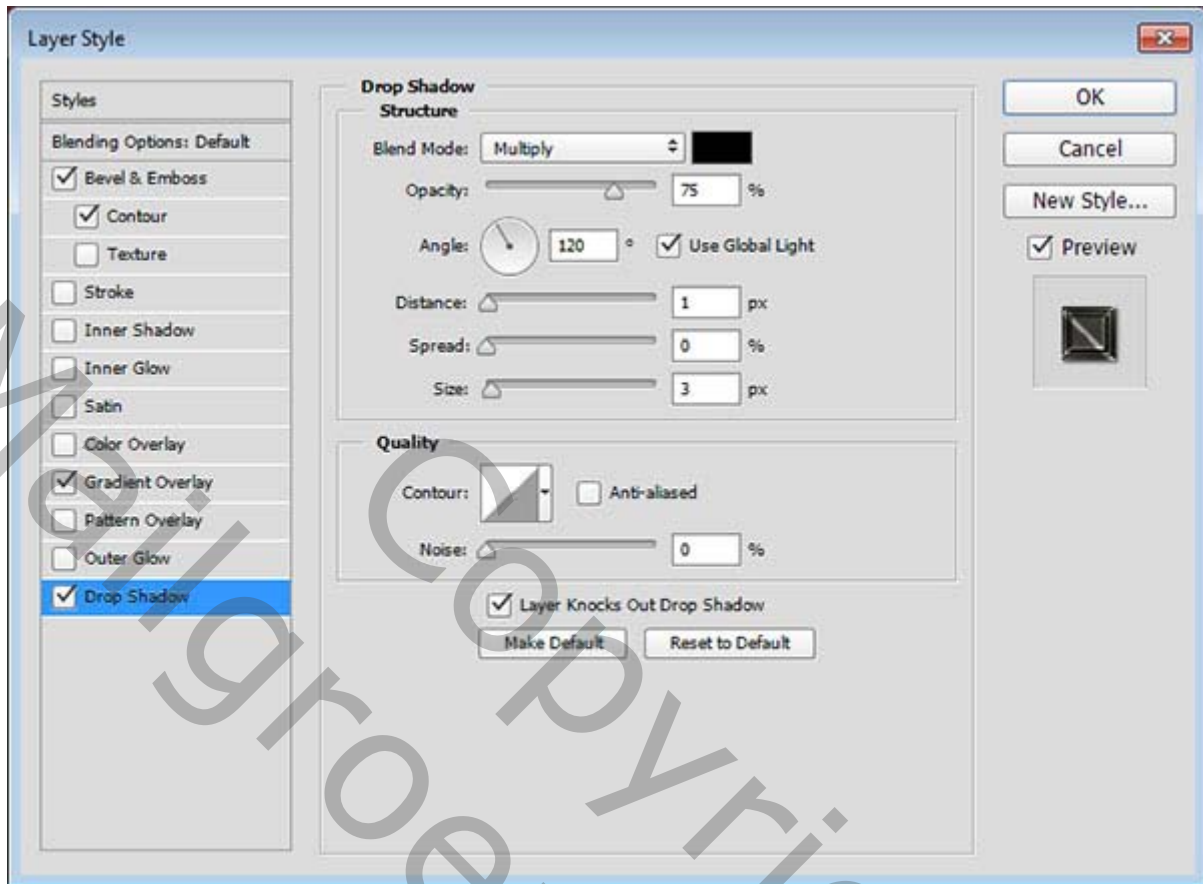 Layer Style
Styles
Blending Options: Default
Bevel & Emboss
Contour
Texture
Stroke
Inner Shadow
Inner Glow
Satin
Color Overlay
Gradient Overlay
Pattern Overlay
Outer Glow
Drop Shadow
Drop Shadow
Structure
Blend Mode: Multiply
Opacity: 75 %
Angle: 120 ° Use Global Light
Distance: 1 px
Spread: 0 %
Size: 3 px
Quality
Contour: Anti-aliased
Noise: 0 %
Layer Knocks Out Drop Shadow
Make Default Reset to Default
OK
Cancel
New Style...
Preview